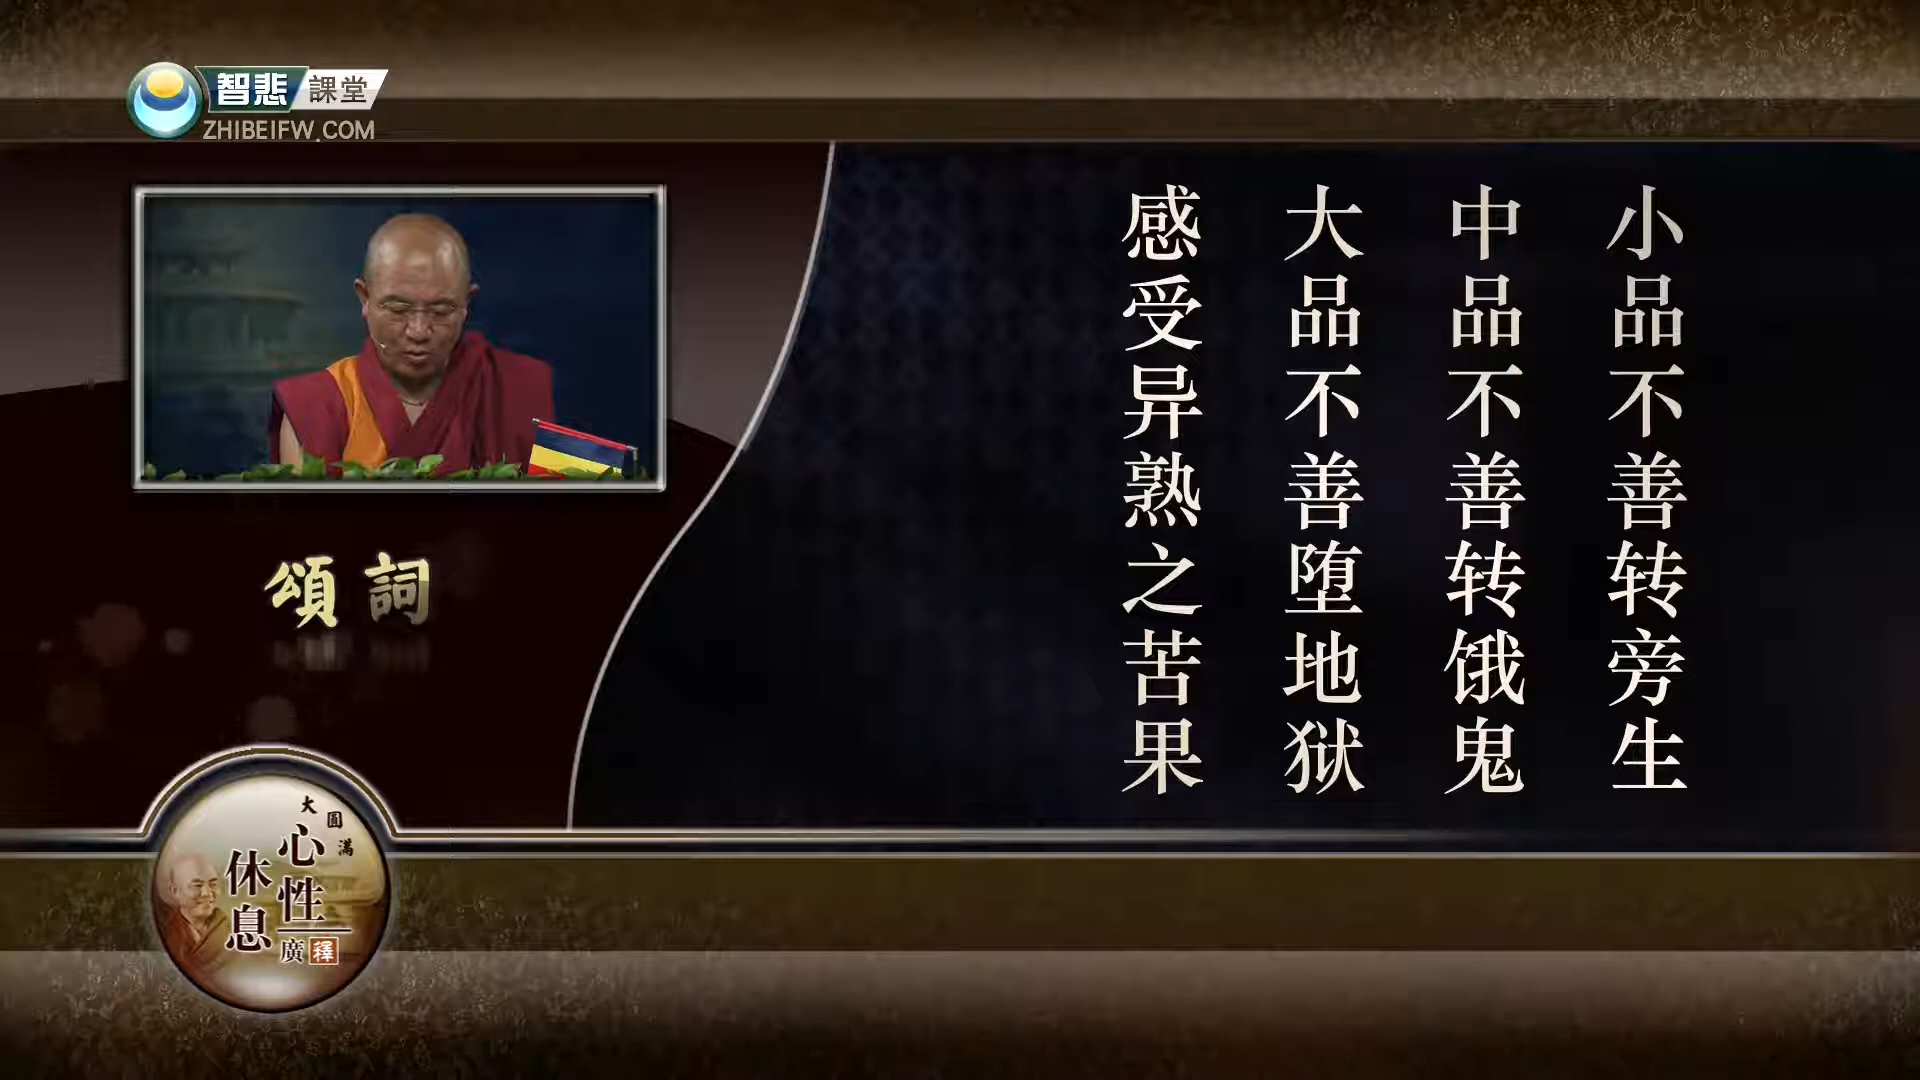 智悲 課堂
ZHIBEIFW.COM
小品不善转旁生
中品不善转饿鬼
大品不善堕地狱
感受异熟之苦果
頌詞
大圓滿
心性
休息
廣釋